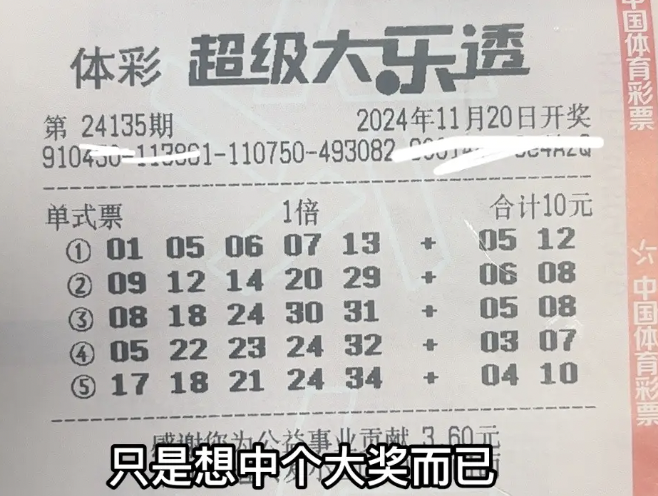 体彩 超级大乐透
第 24135期 2024年11月20日开奖
910430-113861-110750-493082
单式票 1倍 合计10元
① 01 05 06 07 13 + 05 12
② 09 12 14 20 29 + 06 08
③ 08 18 24 30 31 + 05 08
④ 05 22 23 24 32 + 03 07
⑤ 17 18 21 24 34 + 04 10
感谢您为公益事业贡献 3.60元
只是想中个大奖而已
中国体育彩票
中国体育彩票